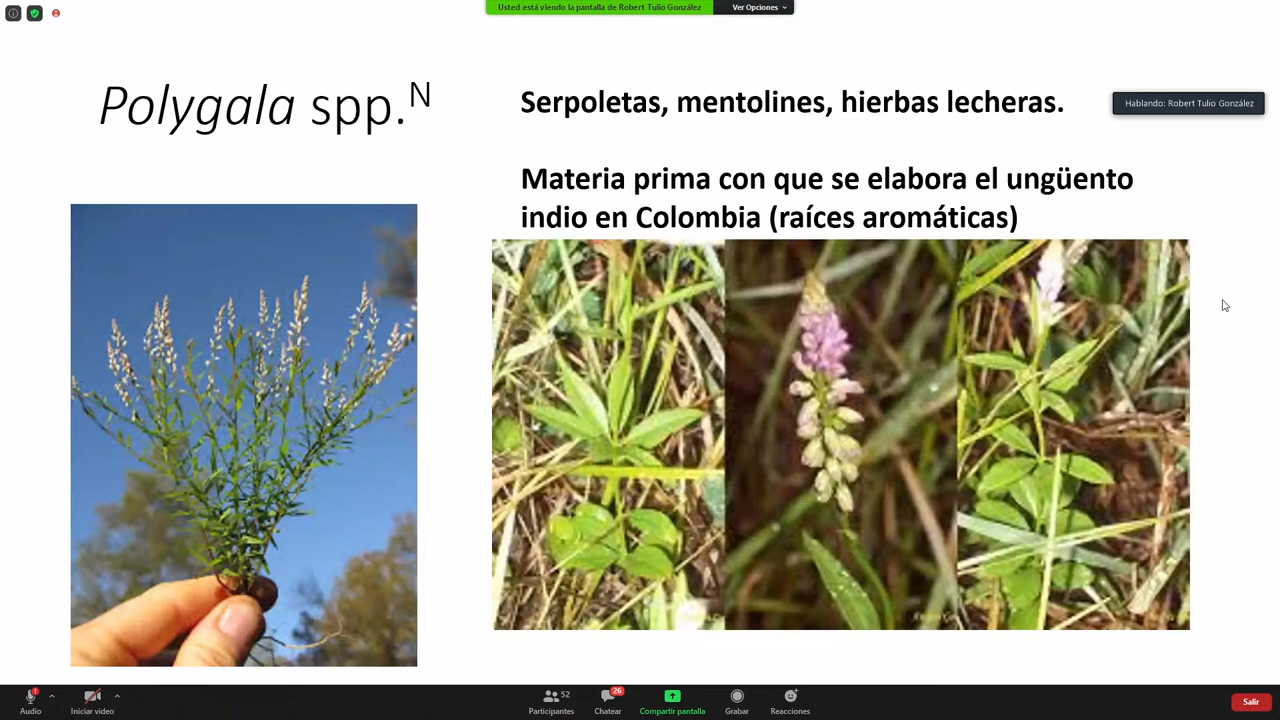 Usted está viendo la pantalla de Robert Tulio González
Ver Opciones
Polygala spp.N
Serpoletas, mentolines, hierbas lecheras.
Hablando: Robert Tulio González
Materia prima con que se elabora el ungüento
indio en Colombia (raíces aromáticas)
Audio
Iniciar video
52
Participantes
26
Chatear
Compartir pantalla
Grabar
Reacciones
Salir